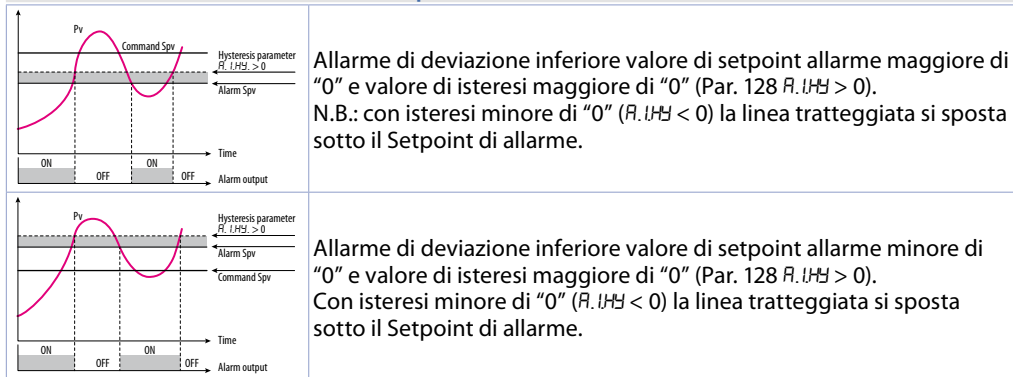 Pv
Command Spv
Hysteresis parameter
A.1.HY. > 0
Alarm Spv
Time
ON
OFF
ON
OFF
Alarm output
Allarme di deviazione inferiore valore di setpoint allarme maggiore di
“0” e valore di isteresi maggiore di “0” (Par. 128 A.1.HY > 0).
N.B.: con isteresi minore di “0” (A.1.HY < 0) la linea tratteggiata si sposta
sotto il Setpoint di allarme.
Pv
Hysteresis parameter
A.1.HY. > 0
Alarm Spv
Command Spv
Time
ON
OFF
ON
OFF
Alarm output
Allarme di deviazione inferiore valore di setpoint allarme minore di
“0” e valore di isteresi maggiore di “0” (Par. 128 A.1.HY > 0).
Con isteresi minore di “0” (A.1.HY < 0) la linea tratteggiata si sposta
sotto il Setpoint di allarme.